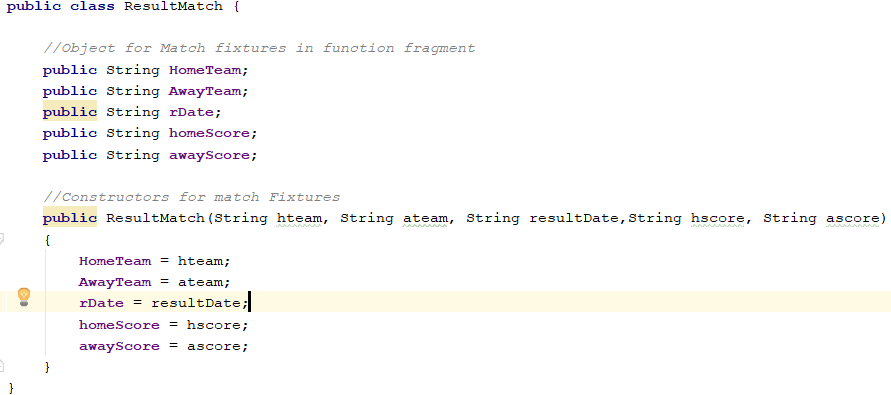 public class ResultMatch {
//Object for Match fixtures in function fragment
public String HomeTeam;
public String AwayTeam;
public String rDate;
public String homeScore;
public String awayScore;
//Constructors for match Fixtures
public ResultMatch(String hteam, String ateam, String resultDate,String hscore, String ascore)
{
HomeTeam = hteam;
AwayTeam = ateam;
rDate = resultDate;
homeScore = hscore;
awayScore = ascore;
}
}